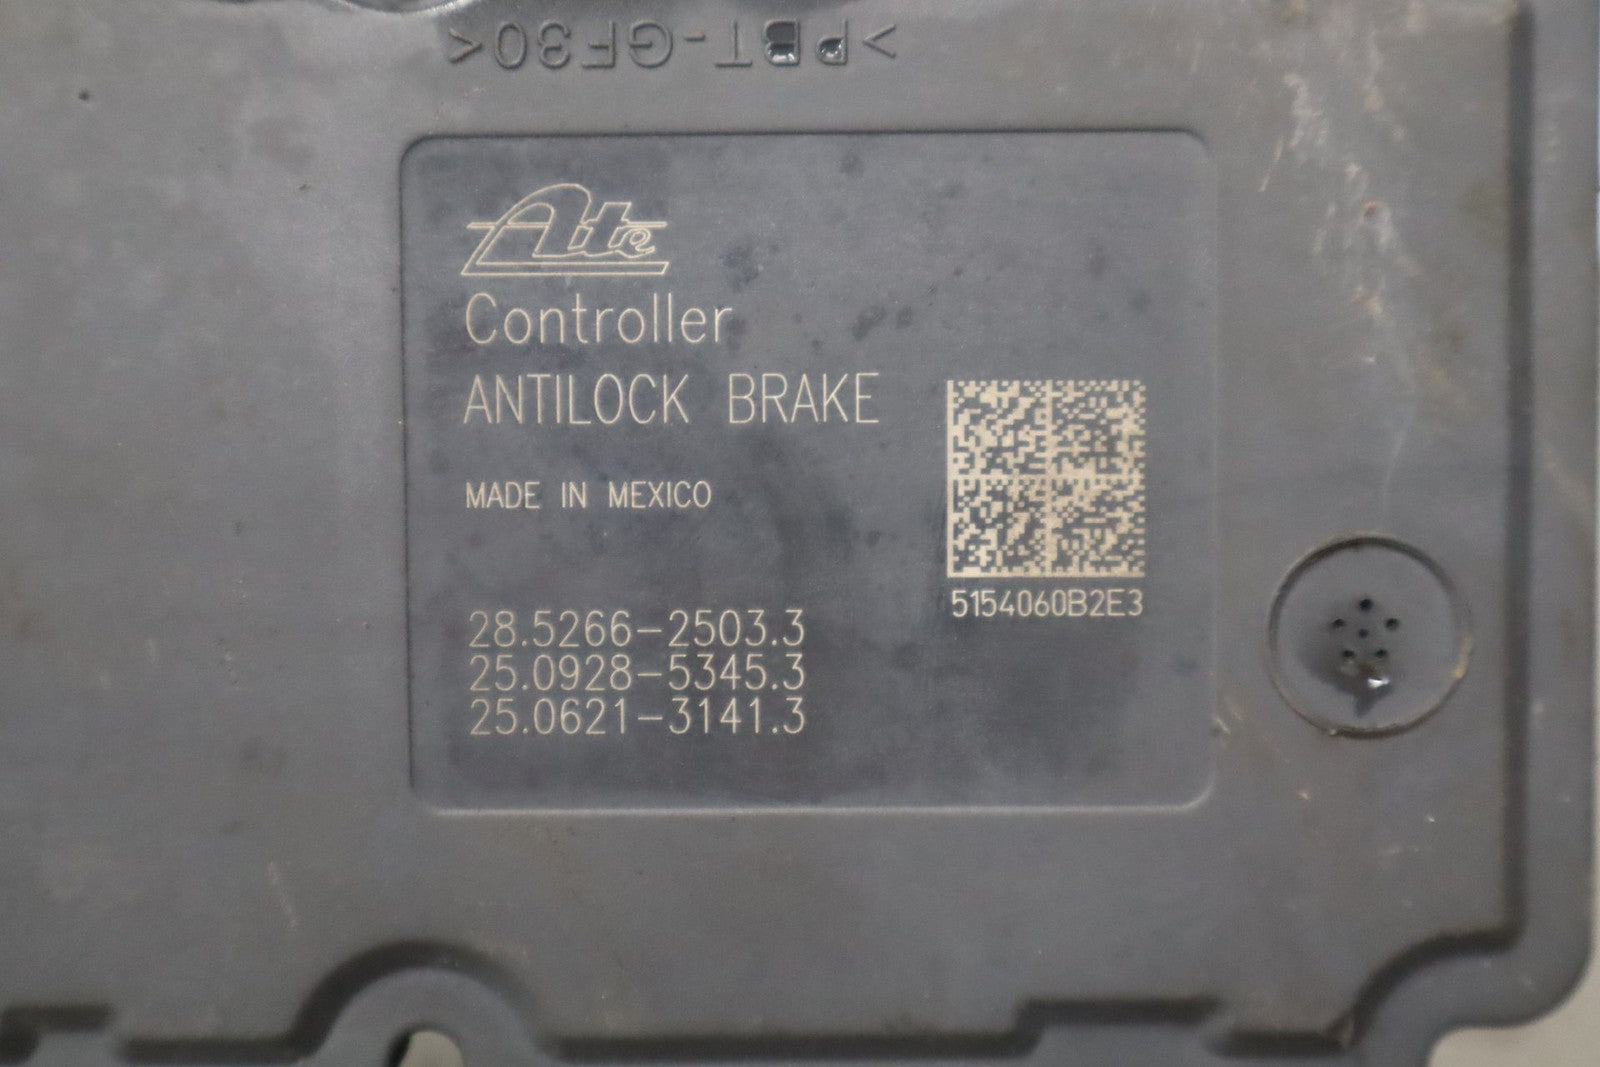 >PBT-GF30<
Ate
Controller
ANTILOCK BRAKE
MADE IN MEXICO
5154060B2E3
28.5266-2503.3
25.0928-5345.3
25.0621-3141.3